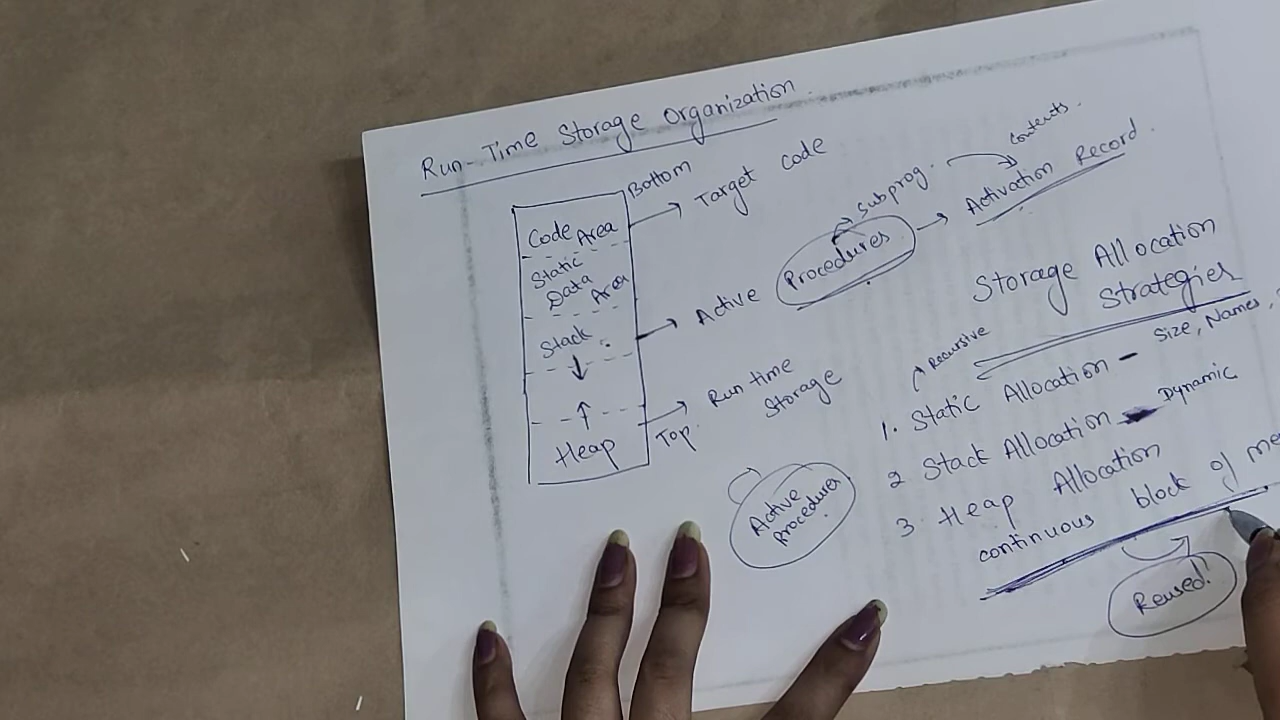 Run-Time Storage Organization
Bottom
Code Area
Target code
Static
Data
Area
Stack
Active
Procedures
Subprog.
Contents.
Activation Record.
Heap
Top.
Run time
Storage
Active
Procedures
Storage Allocation
Strategies
Recursive
1. Static Allocation - Size, Names,
2 Stack Allocation - Dynamic
3. Heap Allocation
continuous block of
Reused!